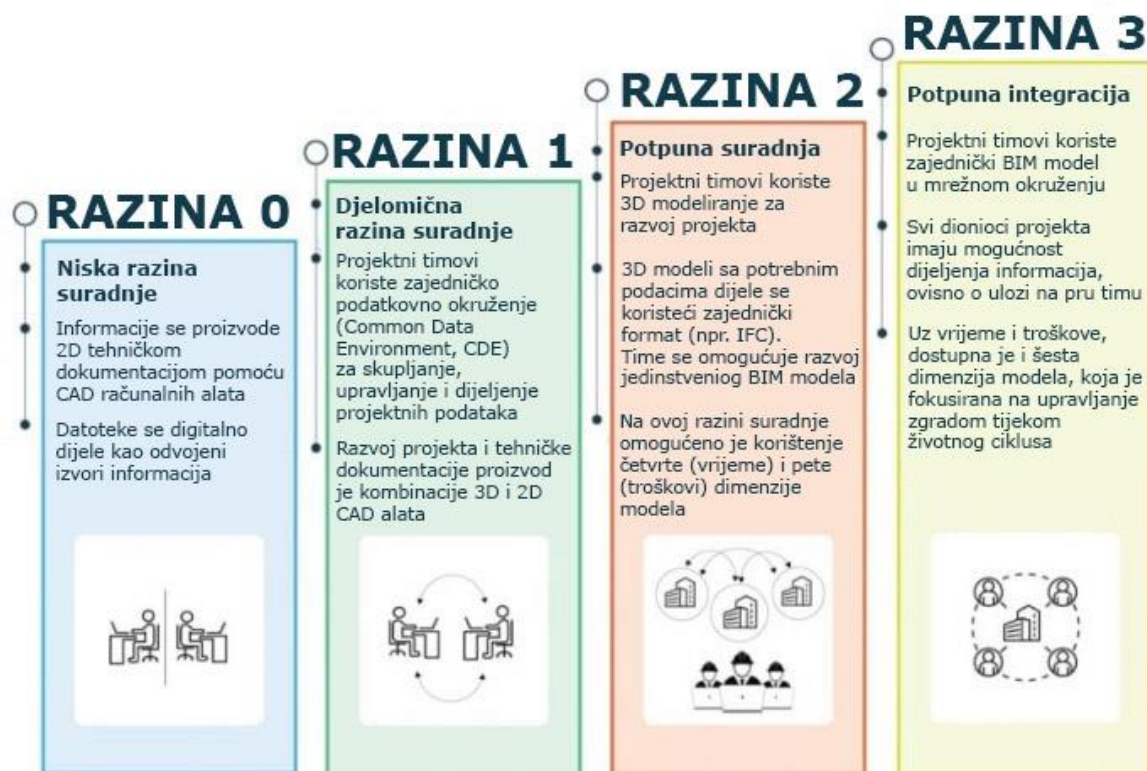 RAZINA 0
Niska razina
suradnje
Informacije se proizvode
2D tehničkom
dokumentacijom pomoću
CAD računalnih alata
Datoteke se digitalno
dijele kao odvojeni
izvori informacija
RAZINA 1
Djelomična
razina suradnje
Projektni timovi
koriste zajedničko
podatkovno okruženje
(Common Data
Environment, CDE)
za skupljanje,
upravljanje i dijeljenje
projektnih podataka
Razvoj projekta i tehničke
dokumentacije proizvod
je kombinacije 3D i 2D
CAD alata
RAZINA 2
Potpuna suradnja
Projektni timovi koriste
3D modeliranje za
razvoj projekta
3D modeli sa potrebnim
podacima dijele se
koristeći zajednički
format (npr. IFC).
Time se omogućuje razvoj
jedinstveniog BIM modela
Na ovoj razini suradnje
omogućeno je korištenje
četvrte (vrijeme) i pete
(troškovi) dimenzije
modela
RAZINA 3
Potpuna integracija
Projektni timovi koriste
zajednički BIM model
u mrežnom okruženju
Svi dionioci projekta
imaju mogućnost
dijeljenja informacija,
ovisno o ulozi na pru timu
Uz vrijeme i troškove,
dostupna je i šesta
dimenzija modela, koja je
fokusirana na upravljanje
zgradom tijekom
životnog ciklusa